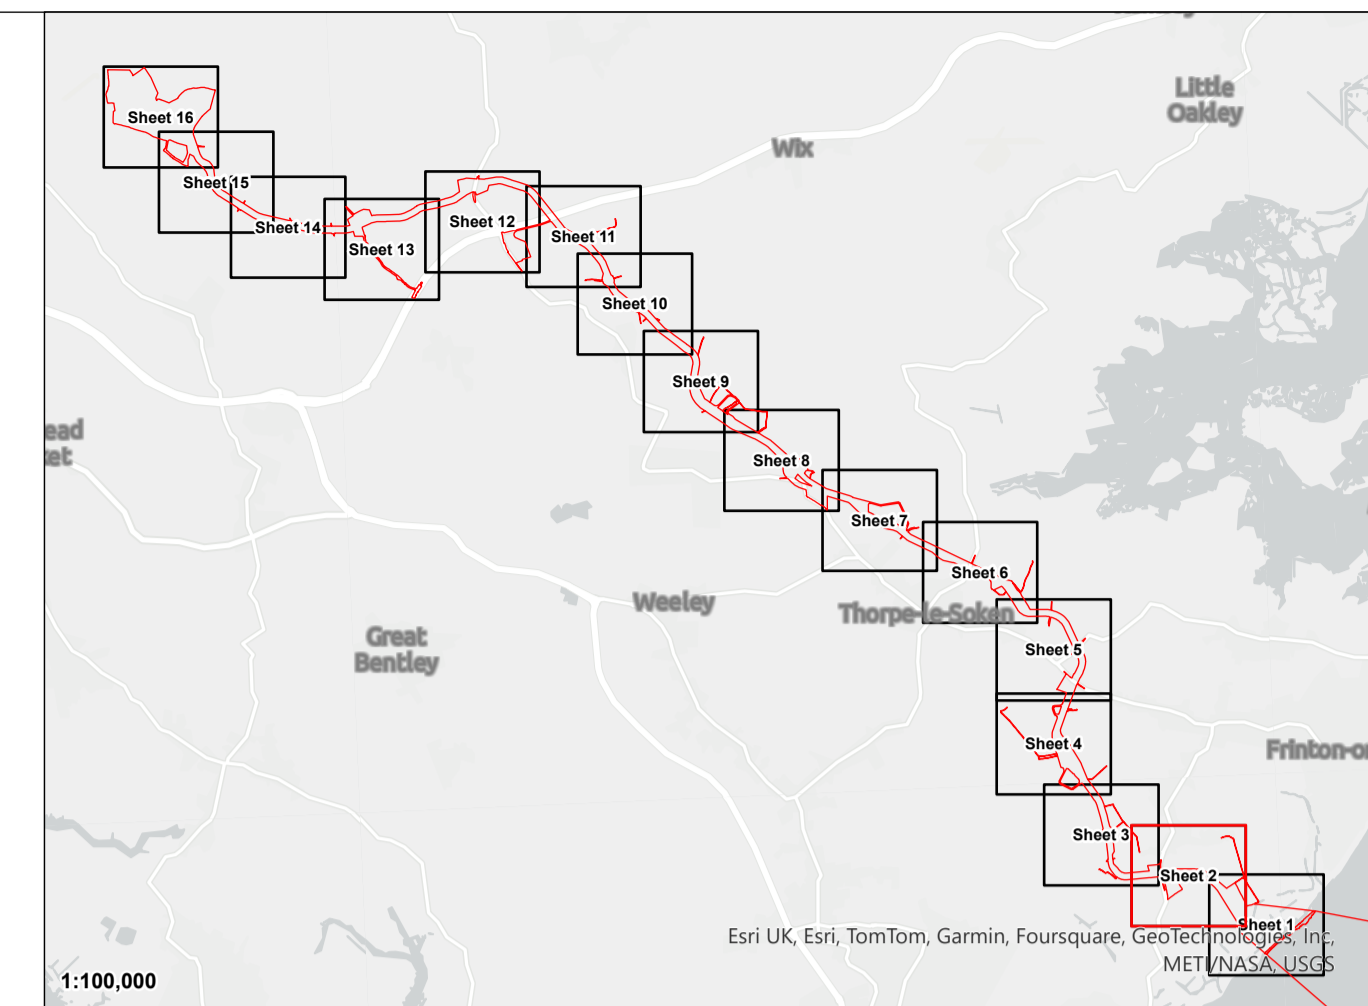 Little
Oakley
Wix
Sheet 16
Sheet 15
Sheet 14
Sheet 13
Sheet 12
Sheet 11
Sheet 10
Sheet 9
Sheet 8
Sheet 7
Sheet 6
Sheet 5
Sheet 4
Sheet 3
Sheet 2
Sheet 1
ead
et
Weeley
Thorpe-le-Soken
Great
Bentley
Frinton-o
Esri UK, Esri, TomTom, Garmin, Foursquare, GeoTechnologies, Inc,
METI/NASA, USGS
1:100,000